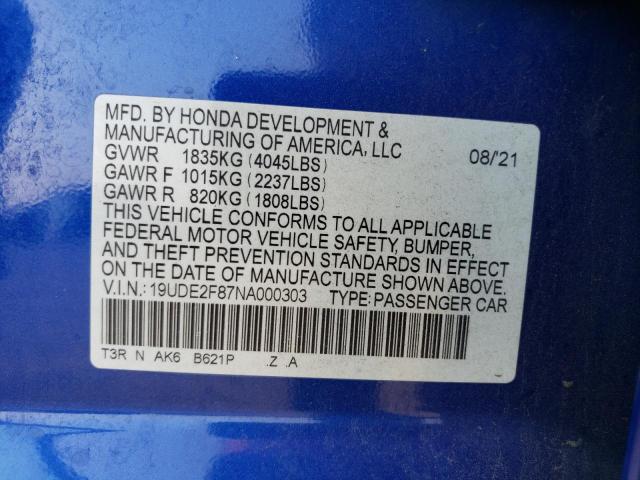 MFD. BY HONDA DEVELOPMENT &
MANUFACTURING OF AMERICA, LLC 08/'21
GVWR 1835KG (4045LBS)
GAWR F 1015KG (2237LBS)
GAWR R 820KG (1808LBS)
THIS VEHICLE CONFORMS TO ALL APPLICABLE
FEDERAL MOTOR VEHICLE SAFETY, BUMPER,
AND THEFT PREVENTION STANDARDS IN EFFECT
ON THE DATE OF MANUFACTURE SHOWN ABOVE.
V.I.N.: 19UDE2F87NA000303 TYPE: PASSENGER CAR
T3R N AK6 B621P .Z .A